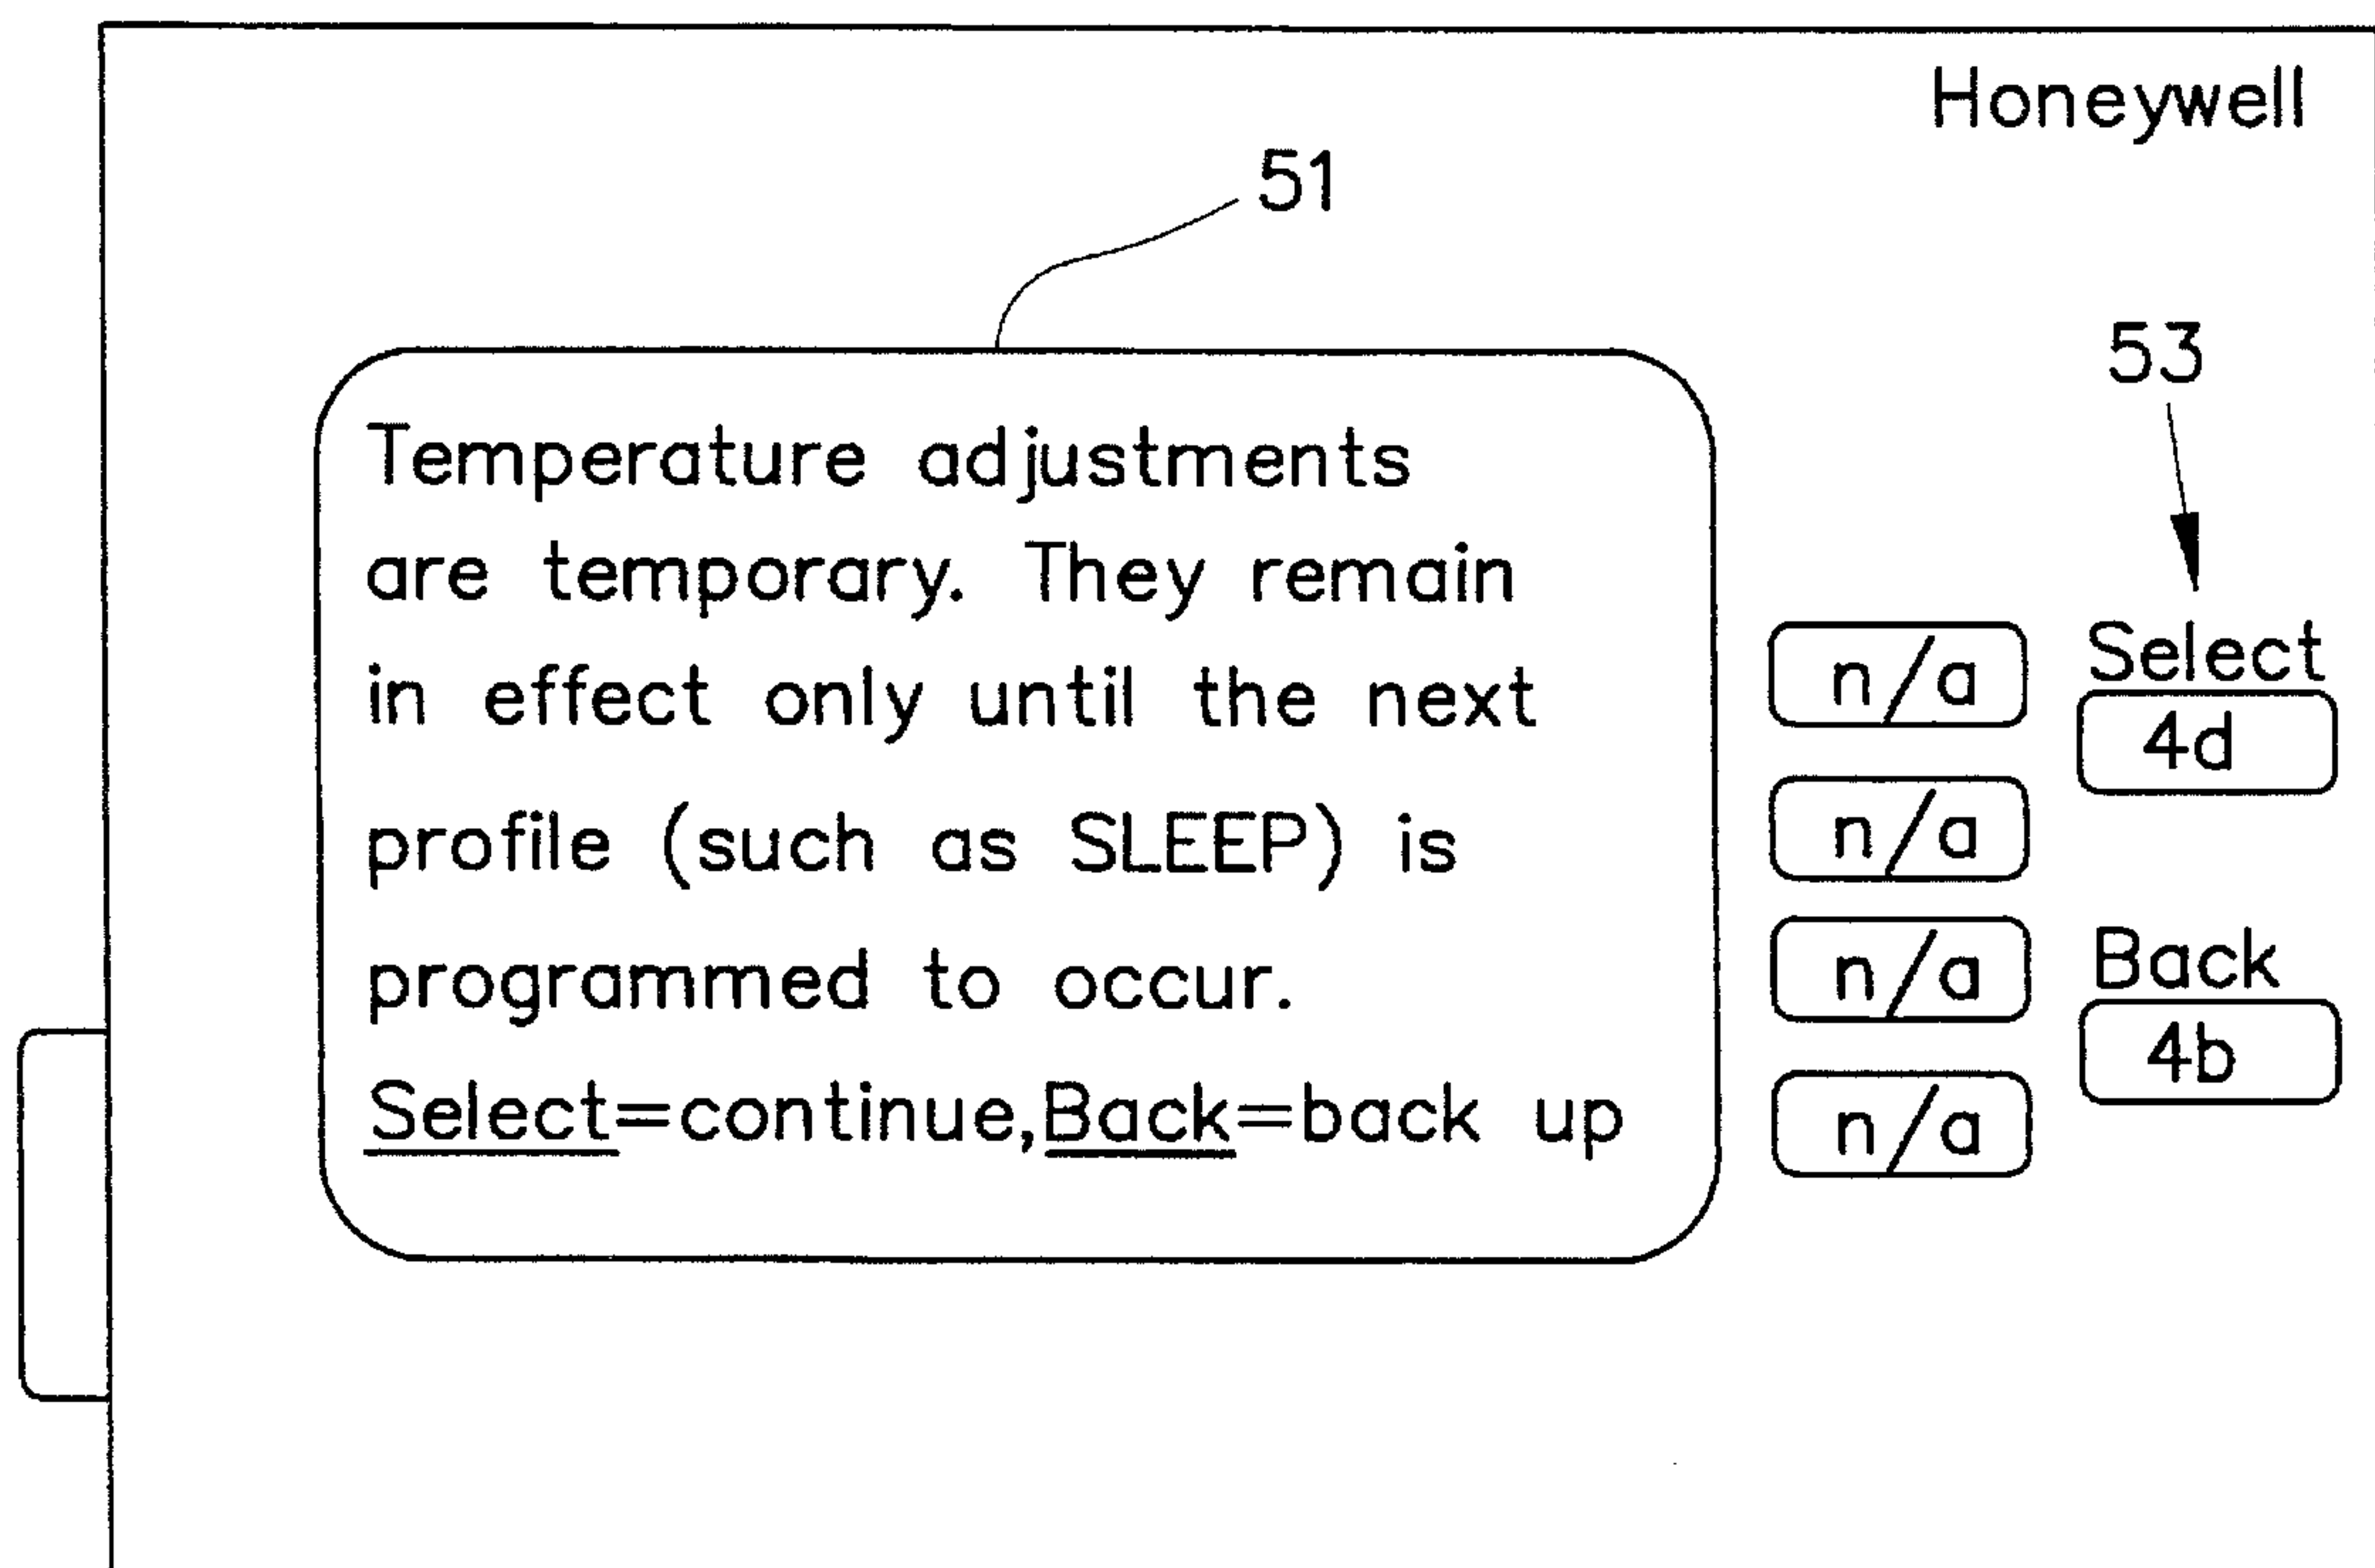 Honeywell
51
53
Temperature adjustments
are temporary. They remain
in effect only until the next
profile (such as SLEEP) is
programmed to occur.
Select=continue,Back=back up
n/a
n/a
n/a
n/a
Select
4d
Back
4b